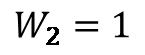 W₂ = 1